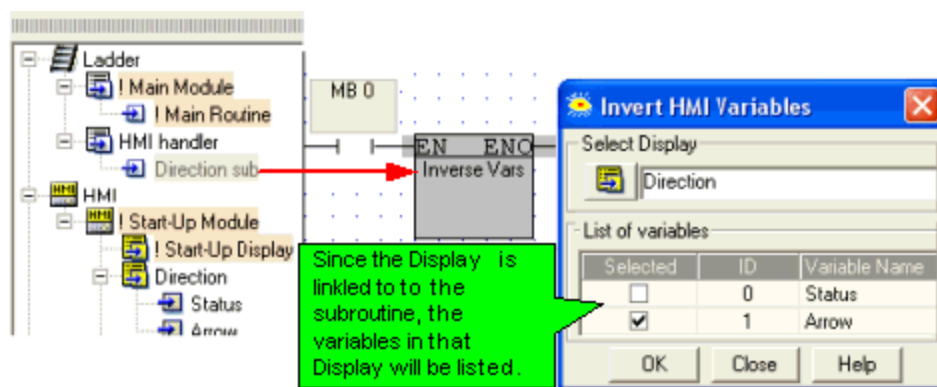 Ladder
! Main Module
! Main Routine
HMI handler
Direction sub
HMI
HMI
! Start-Up Module
! Start-Up Display
Direction
Status
Arrow
MB 0
EN ENO
Inverse Vars
Since the Display is
linkled to to the
subroutine, the
variables in that
Display will be listed.
Invert HMI Variables
Select Display
Direction
List of variables
Selected ID Variable Name
0 Status
1 Arrow
OK Close Help